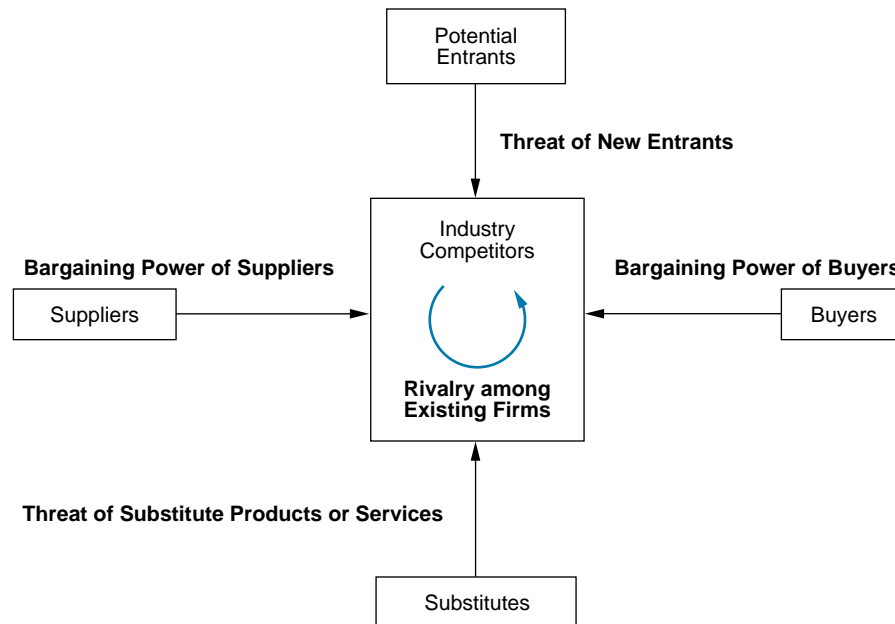 Potential
Entrants
Threat of New Entrants
Industry
Competitors
Bargaining Power of Suppliers
Bargaining Power of Buyers
Suppliers
Buyers
Rivalry among
Existing Firms
Threat of Substitute Products or Services
Substitutes